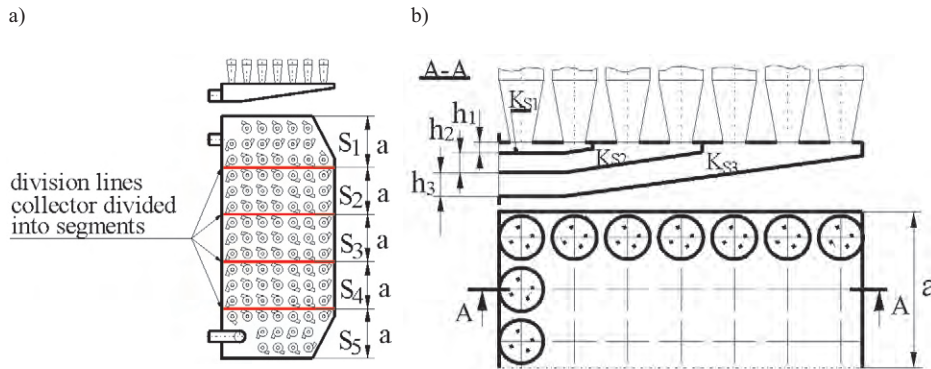 a)
b)
A-A
K_S1
h_1
h_2
h_3
K_S2
K_S3
S_1 a
S_2 a
S_3 a
S_4 a
S_5 a
division lines
collector divided
into segments
a
A
A